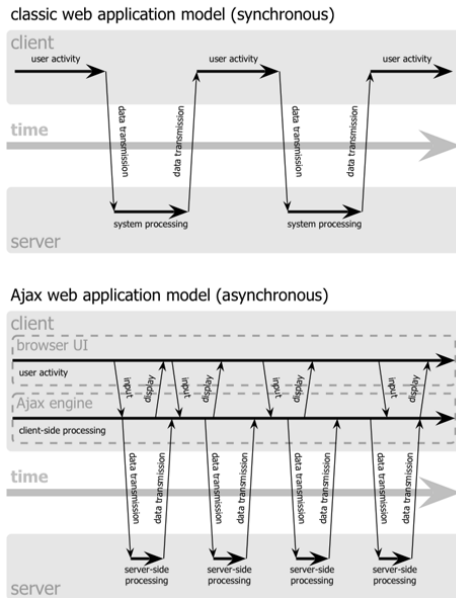 classic web application model (synchronous)
client
user activity
user activity
user activity
data transmission
data transmission
data transmission
data transmission
time
system processing
system processing
server
Ajax web application model (asynchronous)
client
browser UI
user activity
input
display
input
display
input
display
input
display
Ajax engine
client-side processing
data transmission
data transmission
data transmission
data transmission
data transmission
data transmission
data transmission
data transmission
time
server-side
processing
server-side
processing
server-side
processing
server-side
processing
server